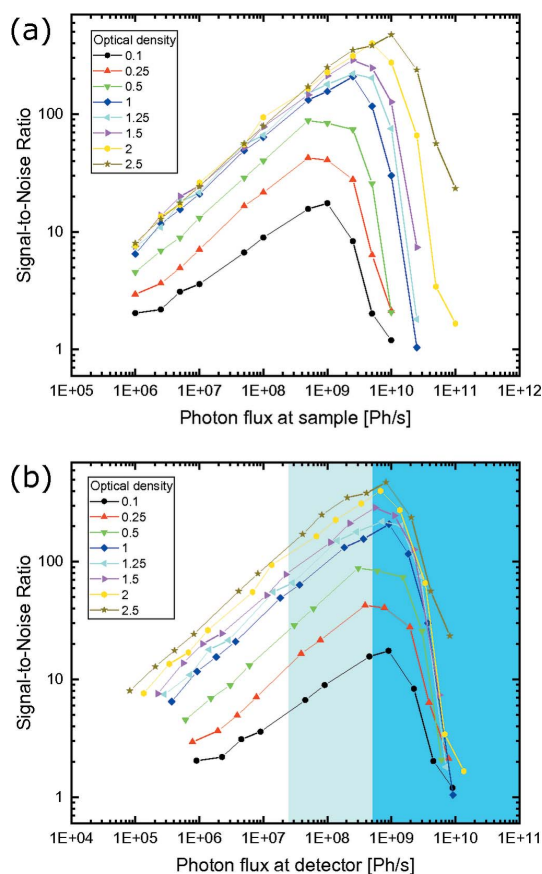 (a)
Optical density
0.1
0.25
0.5
1
1.25
1.5
2
2.5
Signal-to-Noise Ratio
100
10
1
1E+05 1E+06 1E+07 1E+08 1E+09 1E+10 1E+11 1E+12
Photon flux at sample [Ph/s]
(b)
Optical density
0.1
0.25
0.5
1
1.25
1.5
2
2.5
Signal-to-Noise Ratio
100
10
1
1E+04 1E+05 1E+06 1E+07 1E+08 1E+09 1E+10 1E+11
Photon flux at detector [Ph/s]